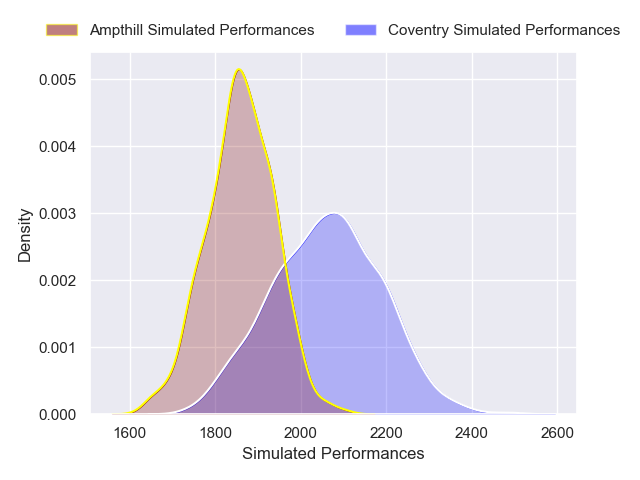 Ampthill Simulated Performances Coventry Simulated Performances
0.005
0.004
0.003
0.002
0.001
0.000
Density
1600 1800 2000 2200 2400 2600
Simulated Performances